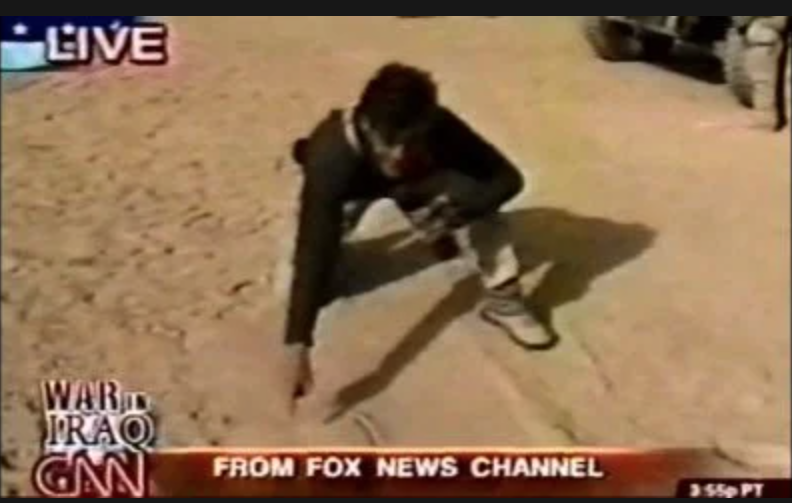 LIVE
WAR IN
IRAQ
CNN
FROM FOX NEWS CHANNEL
3:55p PT